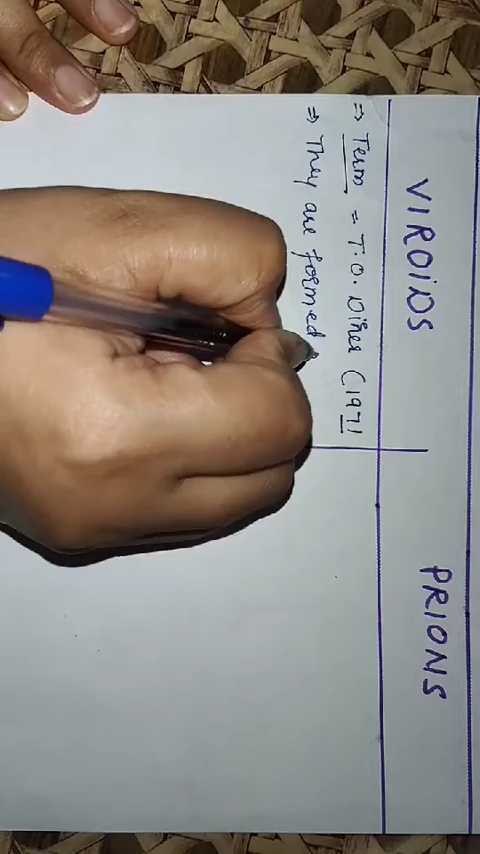 VIROIDS
PRIONS
⇒ Term = T.O. Diner (1971
⇒ They are formed